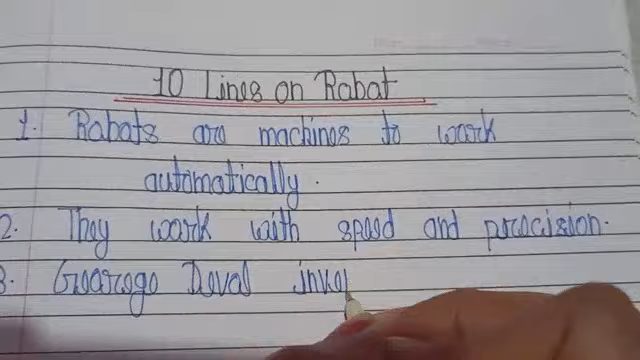 10 Lines on Robot
1. Robots are machines to work
automatically.
2. They work with speed and precision.
3. George Devol inve